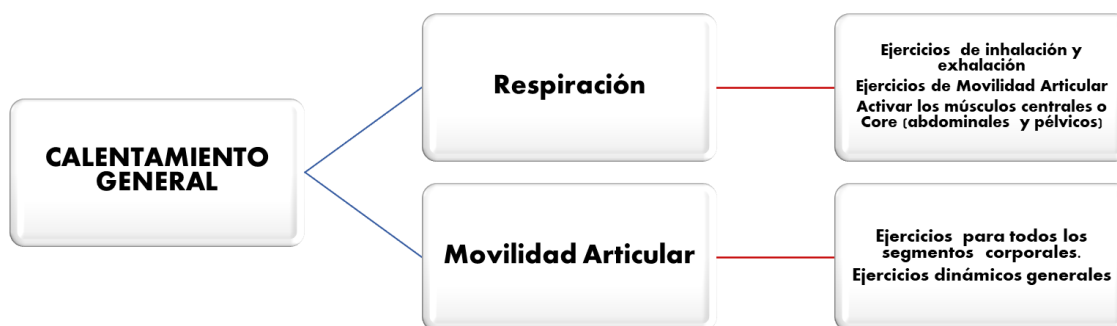 CALENTAMIENTO
GENERAL
Respiración
Ejercicios de inhalación y
exhalación
Ejercicios de Movilidad Articular
Activar los músculos centrales o
Core (abdominales y pélvicos)
Movilidad Articular
Ejercicios para todos los
segmentos corporales.
Ejercicios dinámicos generales